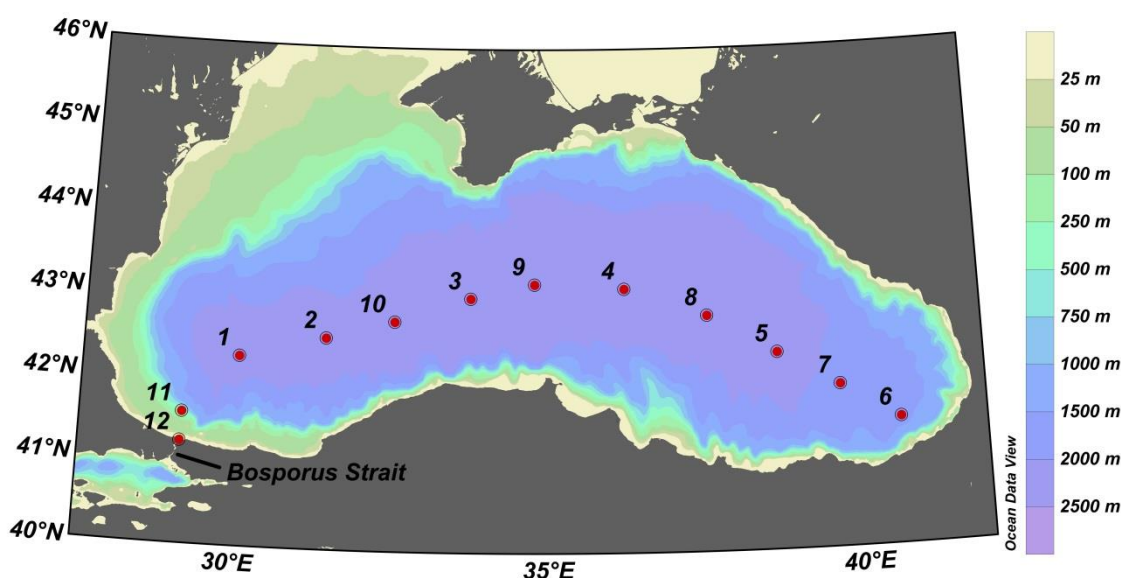 46°N
45°N
44°N
43°N
42°N
41°N
40°N
30°E
35°E
40°E
1
2
10
3
9
4
8
5
7
6
11
12
Bosporus Strait
Ocean Data View
25 m
50 m
100 m
250 m
500 m
750 m
1000 m
1500 m
2000 m
2500 m